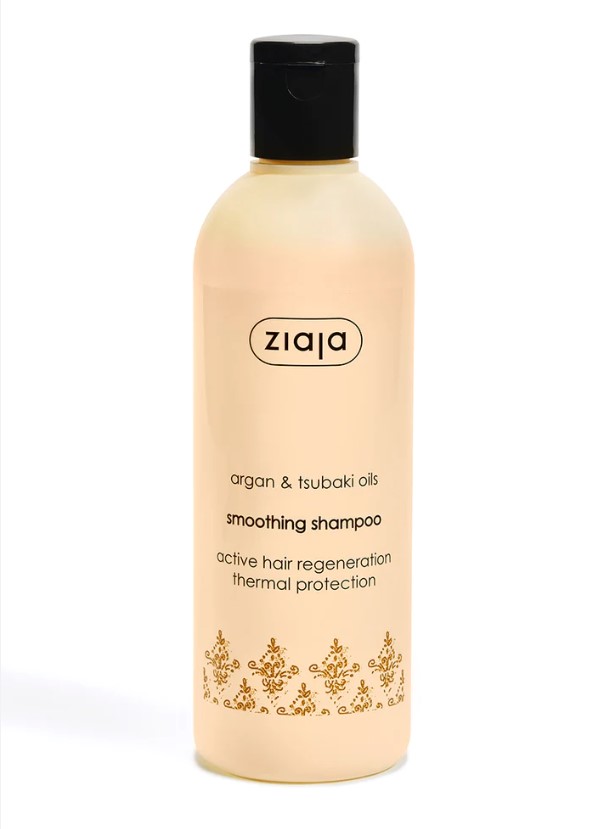 ziaja
argan & tsubaki oils
smoothing shampoo
active hair regeneration
thermal protection